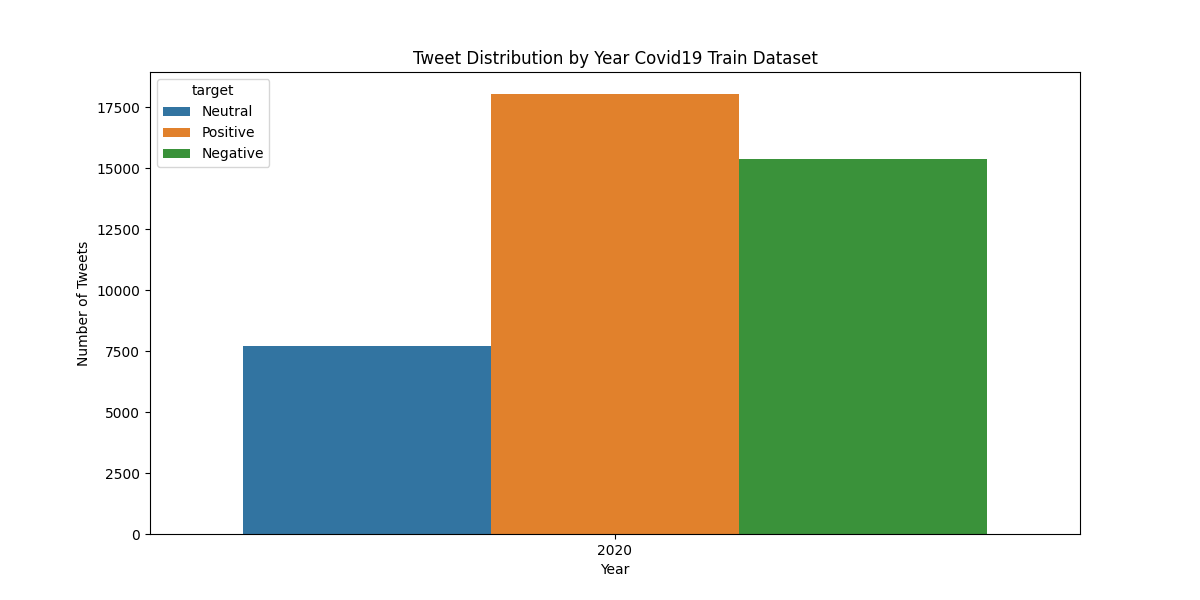 Tweet Distribution by Year Covid19 Train Dataset
target
Neutral
Positive
Negative
17500
15000
12500
10000
7500
5000
2500
0
Number of Tweets
2020
Year